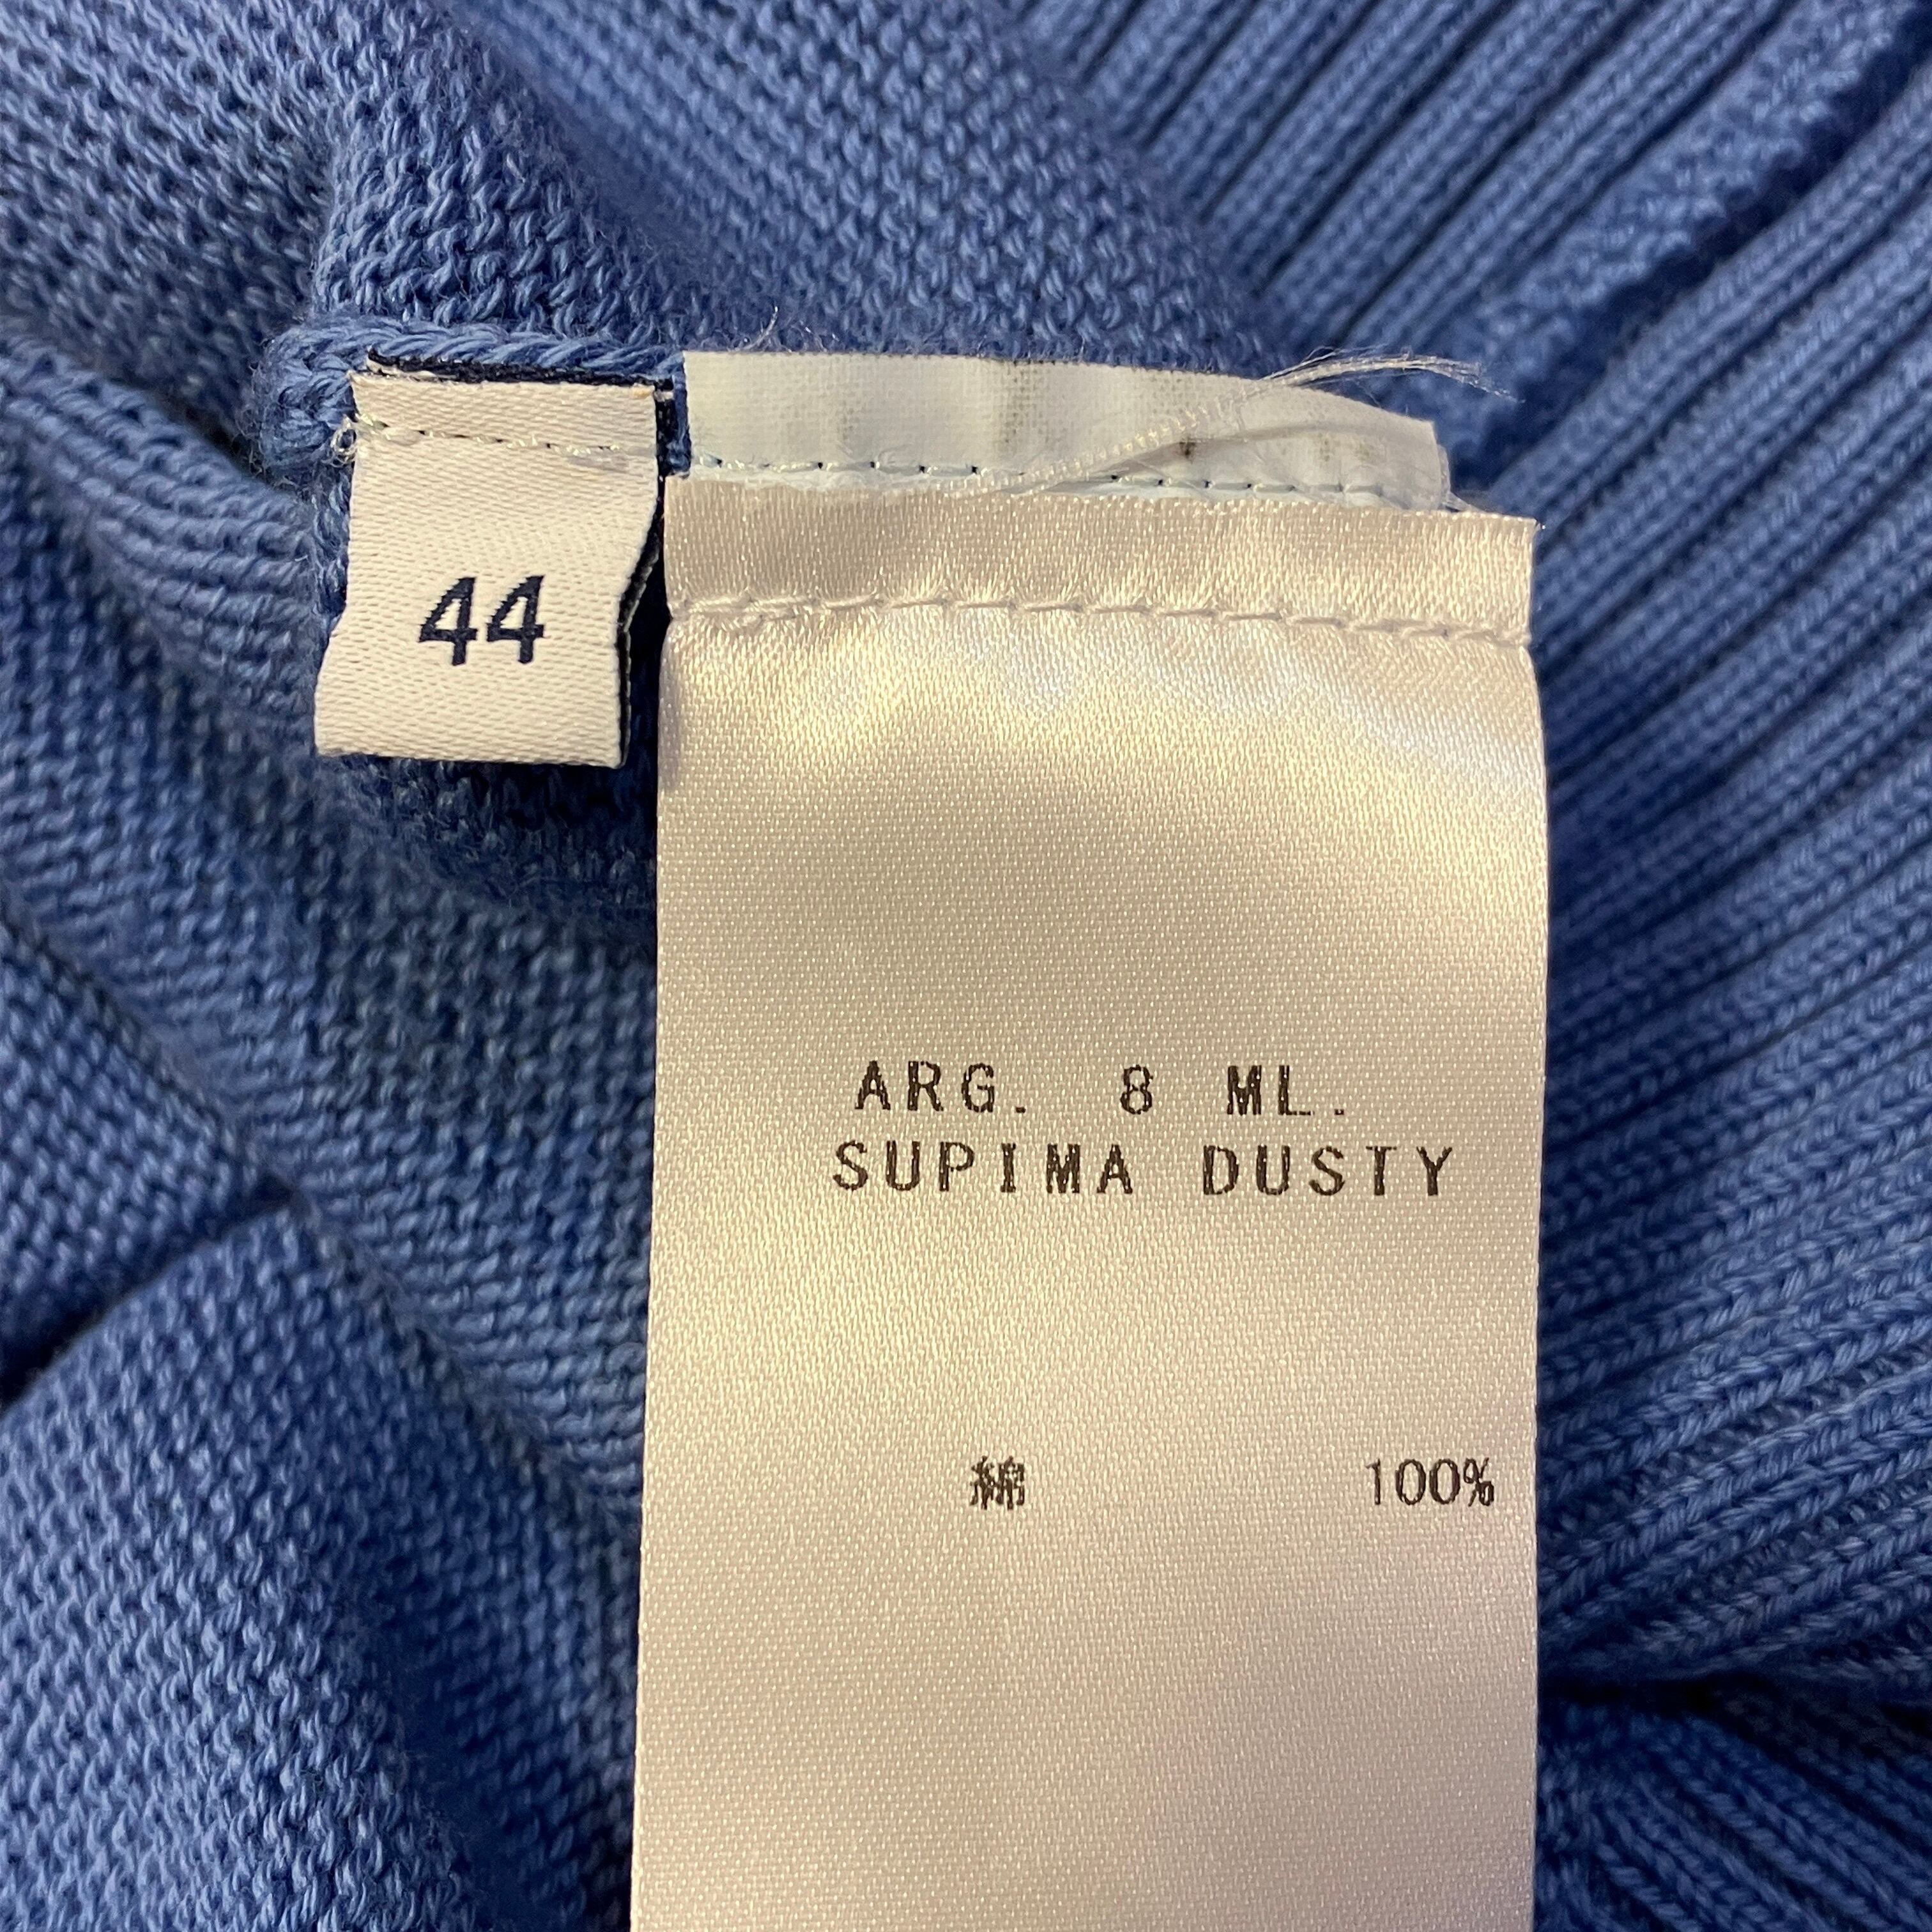 44
ARG. 8 ML.
SUPIMA DUSTY
綿 100%